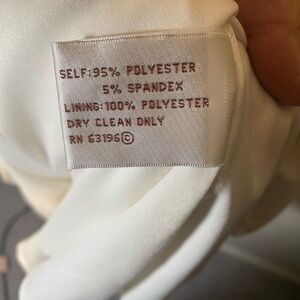 SELF:95% POLYESTER
5% SPANDEX
LINING:100% POLYESTER
DRY CLEAN ONLY
RN 63196©